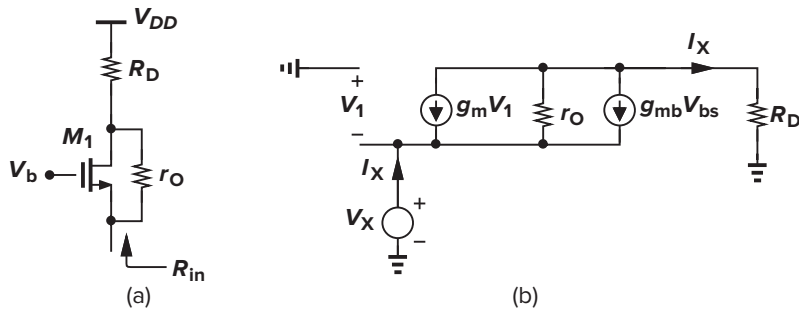 V_DD
R_D
M_1
V_b
r_O
R_in
(a)
I_X
+
V_1
−
g_mV_1
r_O
g_mbV_bs
R_D
I_X
V_X
+
−
(b)